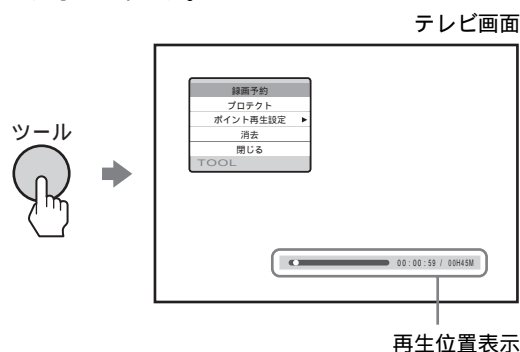 テレビ画面
録画予約
プロテクト
ポイント再生設定 ▶
消去
閉じる
TOOL
ツール
00:00:59 / 00H45M
再生位置表示